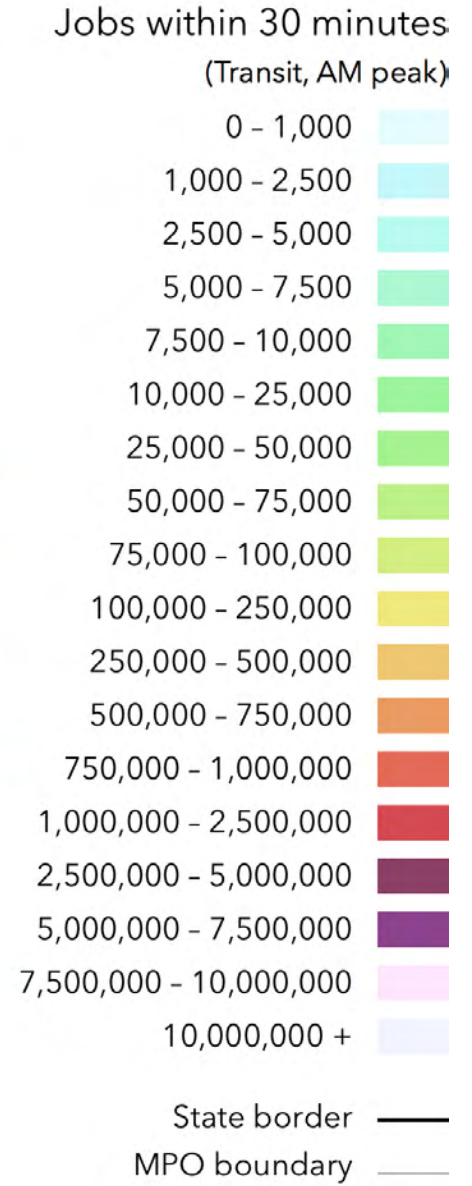 Jobs within 30 minutes
(Transit, AM peak)
0 – 1,000
1,000 – 2,500
2,500 – 5,000
5,000 – 7,500
7,500 – 10,000
10,000 – 25,000
25,000 – 50,000
50,000 – 75,000
75,000 – 100,000
100,000 – 250,000
250,000 – 500,000
500,000 – 750,000
750,000 – 1,000,000
1,000,000 – 2,500,000
2,500,000 – 5,000,000
5,000,000 – 7,500,000
7,500,000 – 10,000,000
10,000,000 +
State border
MPO boundary